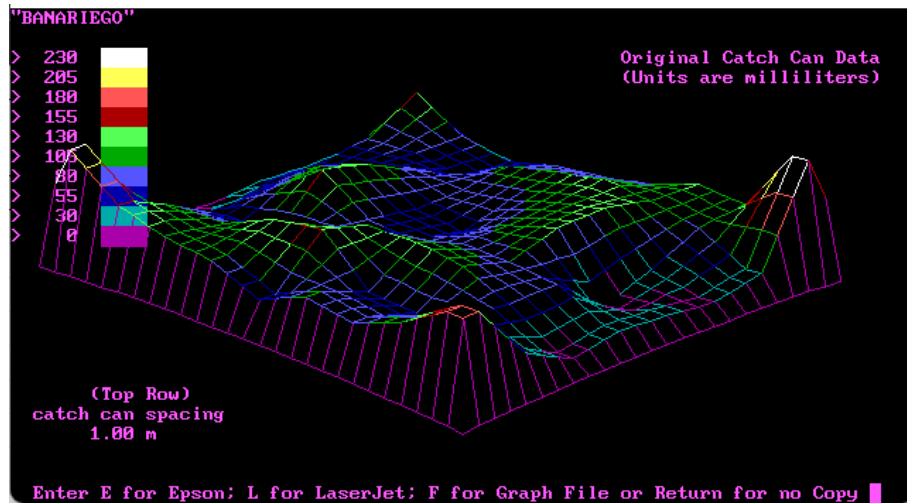 "BANARIEGO"
Original Catch Can Data
(Units are milliliters)
> 230
> 205
> 180
> 155
> 130
> 105
> 80
> 55
> 30
> 0
(Top Row)
catch can spacing
1.00 m
Enter E for Epson; L for LaserJet; F for Graph File or Return for no Copy